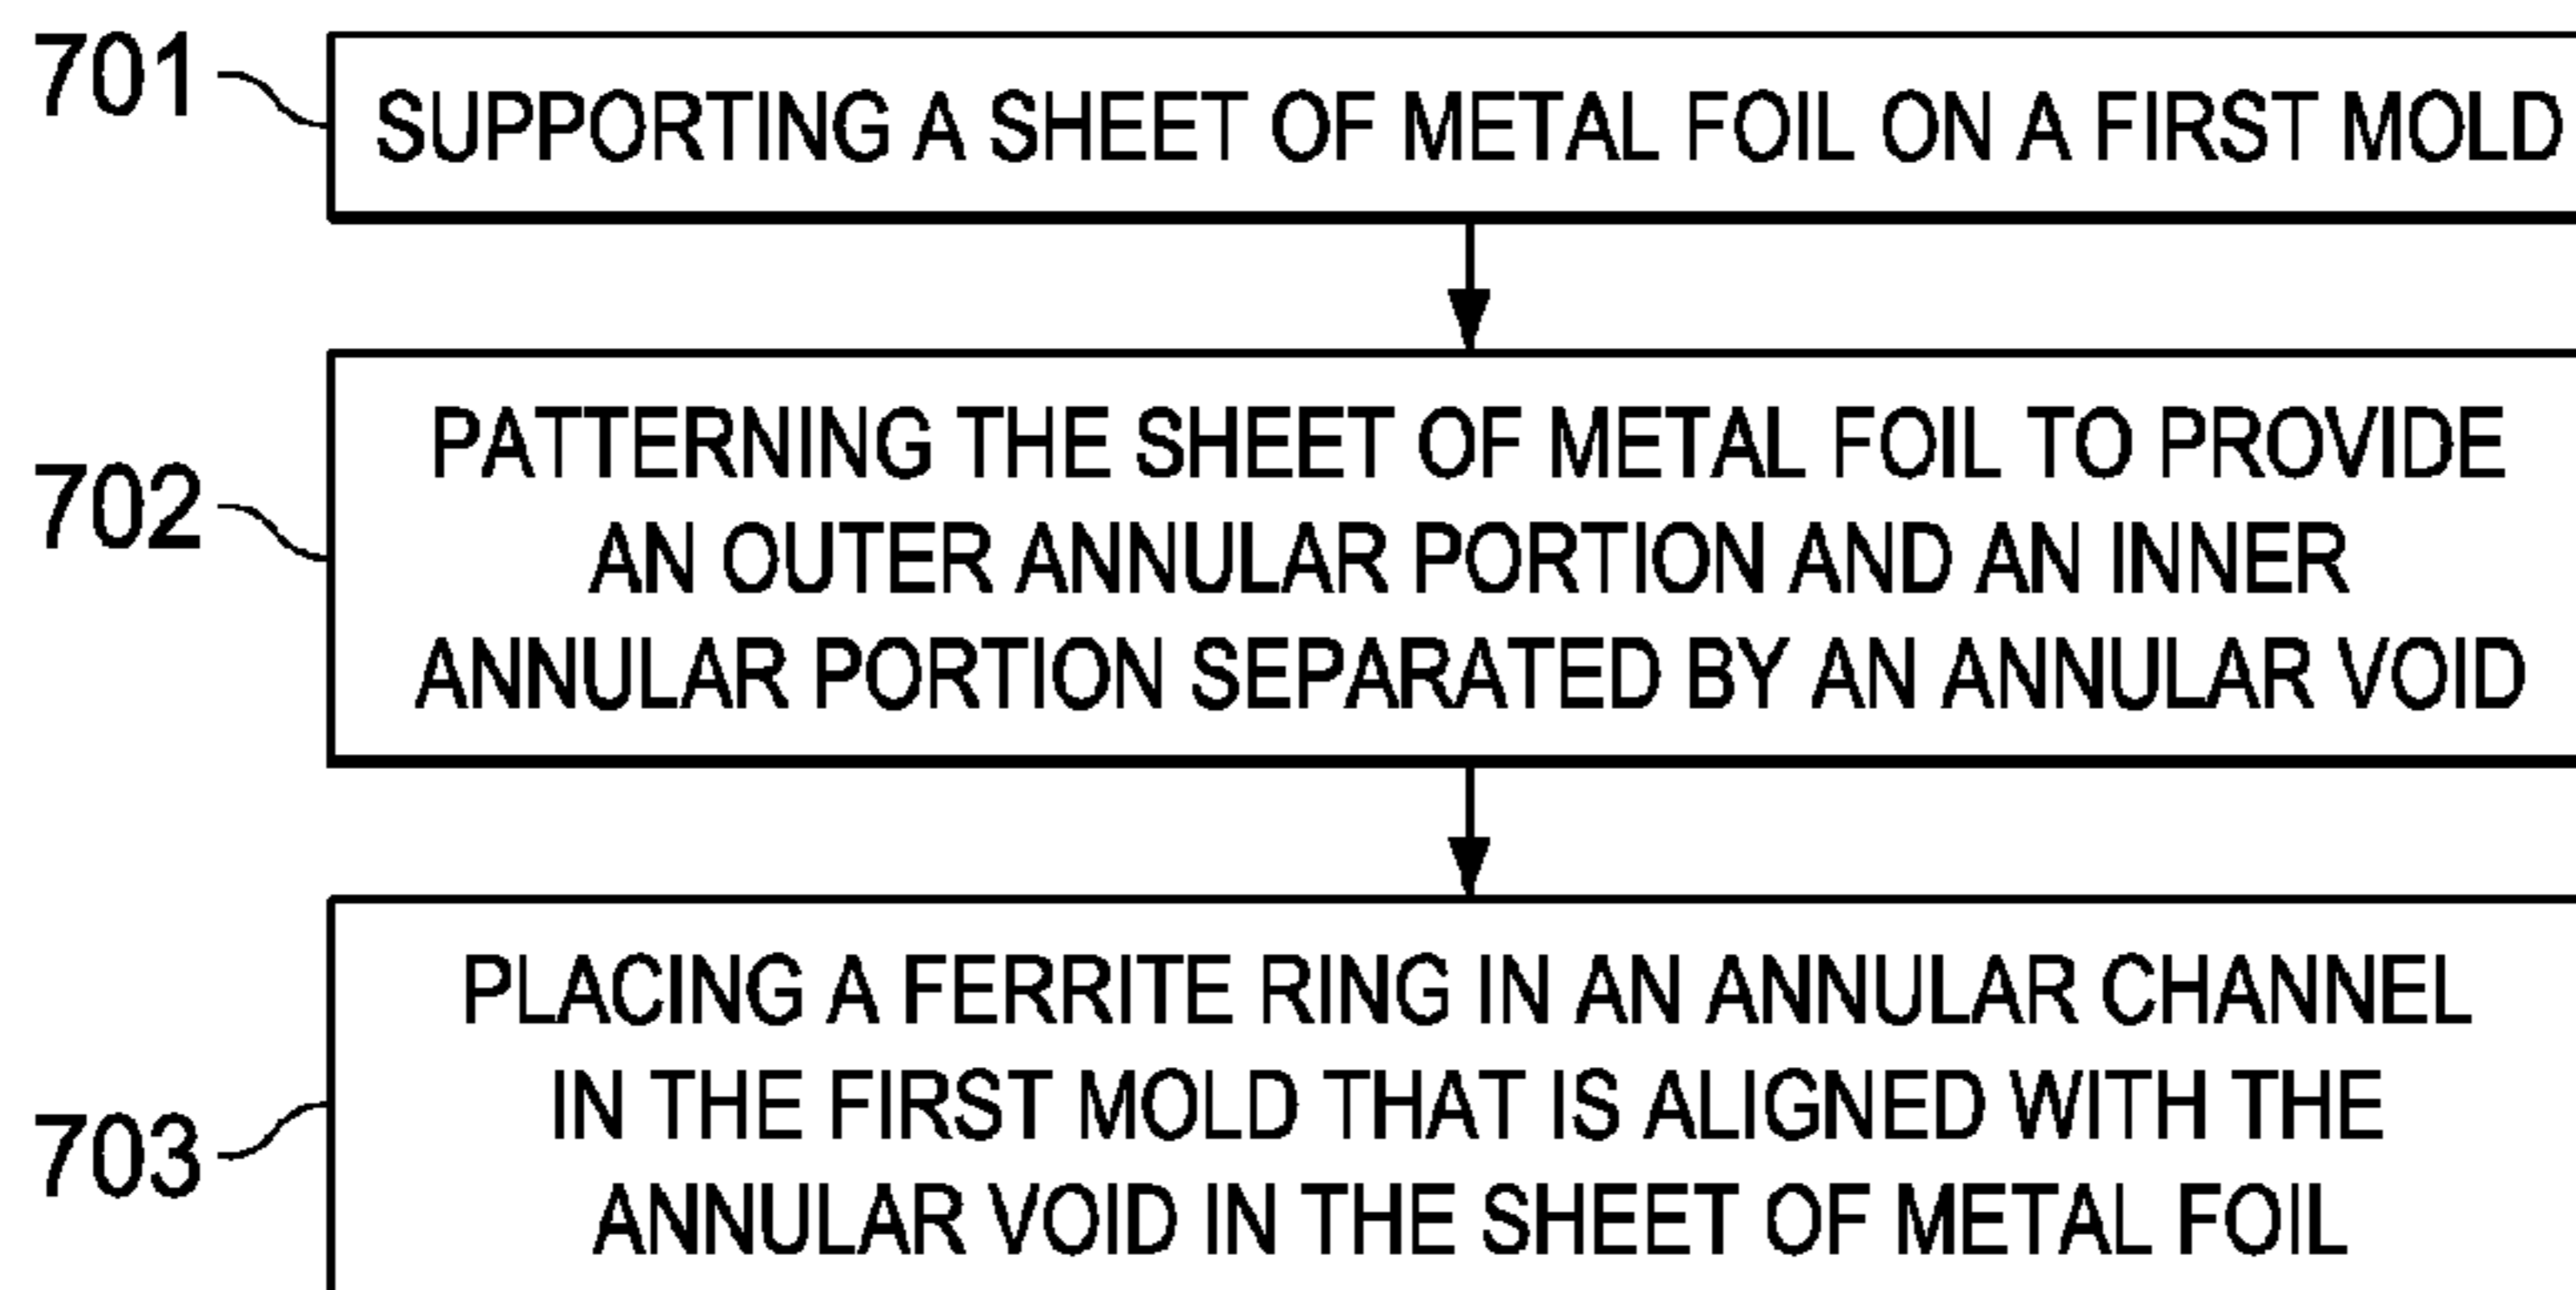 701
SUPPORTING A SHEET OF METAL FOIL ON A FIRST MOLD
702
PATTERNING THE SHEET OF METAL FOIL TO PROVIDE
AN OUTER ANNULAR PORTION AND AN INNER
ANNULAR PORTION SEPARATED BY AN ANNULAR VOID
703
PLACING A FERRITE RING IN AN ANNULAR CHANNEL
IN THE FIRST MOLD THAT IS ALIGNED WITH THE
ANNULAR VOID IN THE SHEET OF METAL FOIL